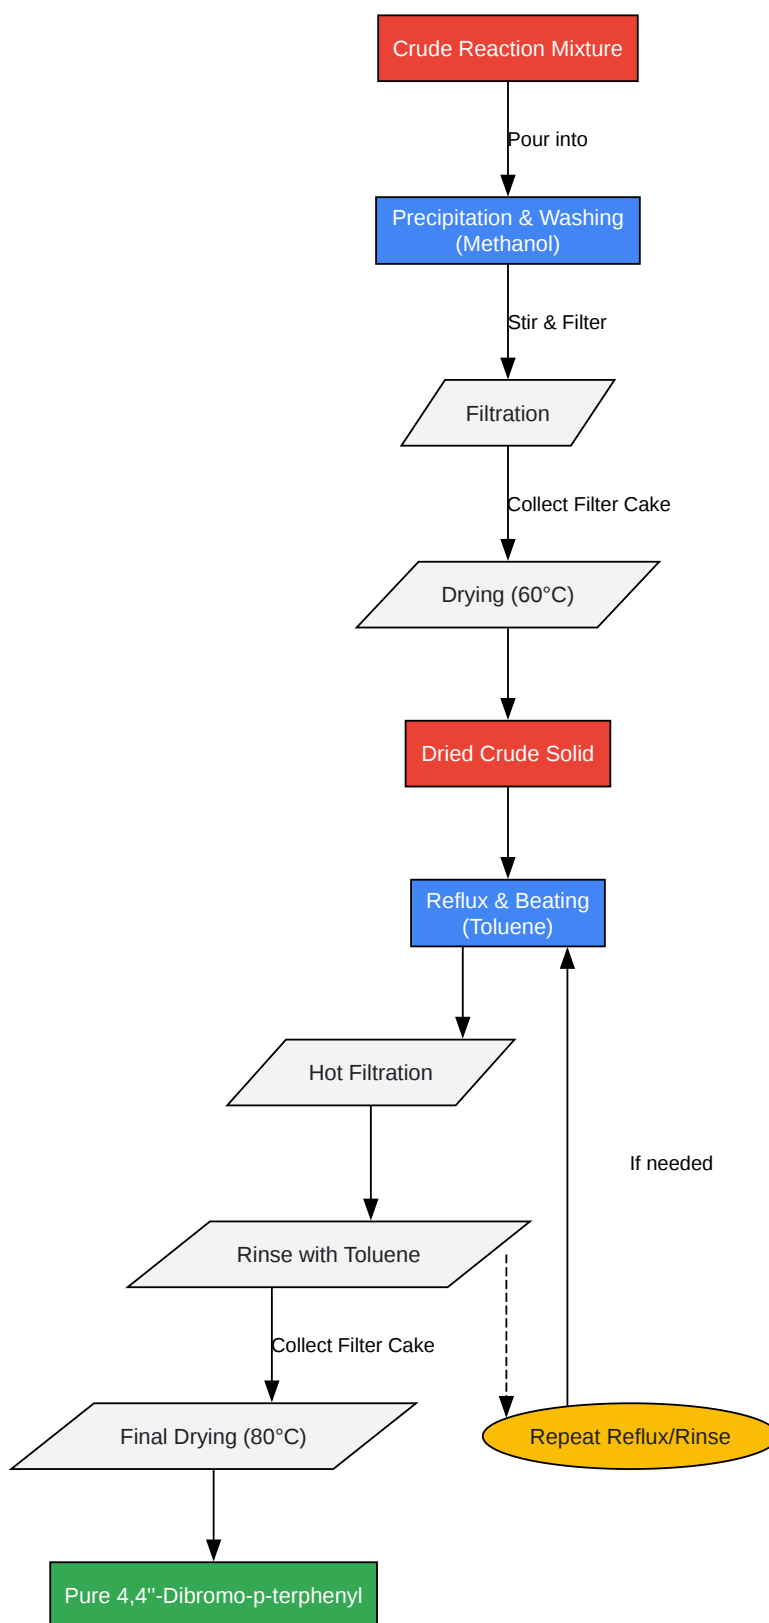 Crude Reaction Mixture
Pour into
Precipitation & Washing
(Methanol)
Stir & Filter
Filtration
Collect Filter Cake
Drying (60°C)
Dried Crude Solid
Reflux & Beating
(Toluene)
Hot Filtration
If needed
Rinse with Toluene
Collect Filter Cake
Final Drying (80°C)
Repeat Reflux/Rinse
Pure 4,4''-Dibromo-p-terphenyl